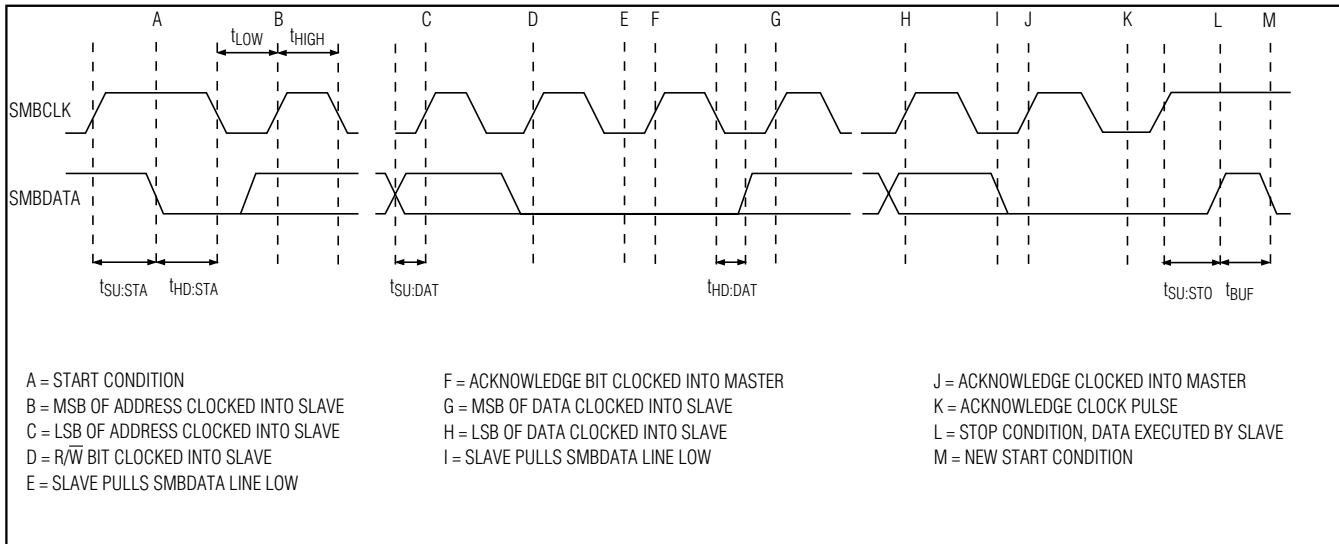 A B C D E F G H I J K L M
tLOW tHIGH
SMBCLK
SMBDATA
tSU:STA tHD:STA tSU:DAT tHD:DAT tSU:STO tBUF
A = START CONDITION
B = MSB OF ADDRESS CLOCKED INTO SLAVE
C = LSB OF ADDRESS CLOCKED INTO SLAVE
D = R/W̅ BIT CLOCKED INTO SLAVE
E = SLAVE PULLS SMBDATA LINE LOW
F = ACKNOWLEDGE BIT CLOCKED INTO MASTER
G = MSB OF DATA CLOCKED INTO SLAVE
H = LSB OF DATA CLOCKED INTO SLAVE
I = SLAVE PULLS SMBDATA LINE LOW
J = ACKNOWLEDGE CLOCKED INTO MASTER
K = ACKNOWLEDGE CLOCK PULSE
L = STOP CONDITION, DATA EXECUTED BY SLAVE
M = NEW START CONDITION